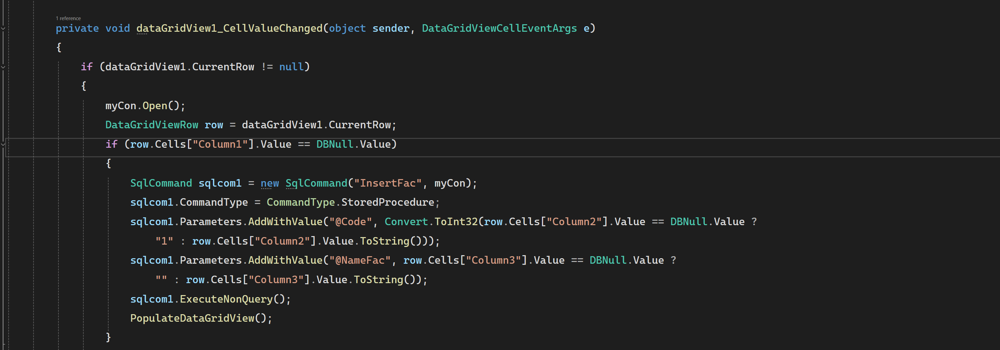 1 reference
private void dataGridView1_CellValueChanged(object sender, DataGridViewCellEventArgs e)
{
if (dataGridView1.CurrentRow != null)
{
myCon.Open();
DataGridViewRow row = dataGridView1.CurrentRow;
if (row.Cells["Column1"].Value == DBNull.Value)
{
SqlCommand sqlcom1 = new SqlCommand("InsertFac", myCon);
sqlcom1.CommandType = CommandType.StoredProcedure;
sqlcom1.Parameters.AddWithValue("@Code", Convert.ToInt32(row.Cells["Column2"].Value == DBNull.Value ?
"1" : row.Cells["Column2"].Value.ToString()));
sqlcom1.Parameters.AddWithValue("@NameFac", row.Cells["Column3"].Value == DBNull.Value ?
"" : row.Cells["Column3"].Value.ToString());
sqlcom1.ExecuteNonQuery();
PopulateDataGridView();
}